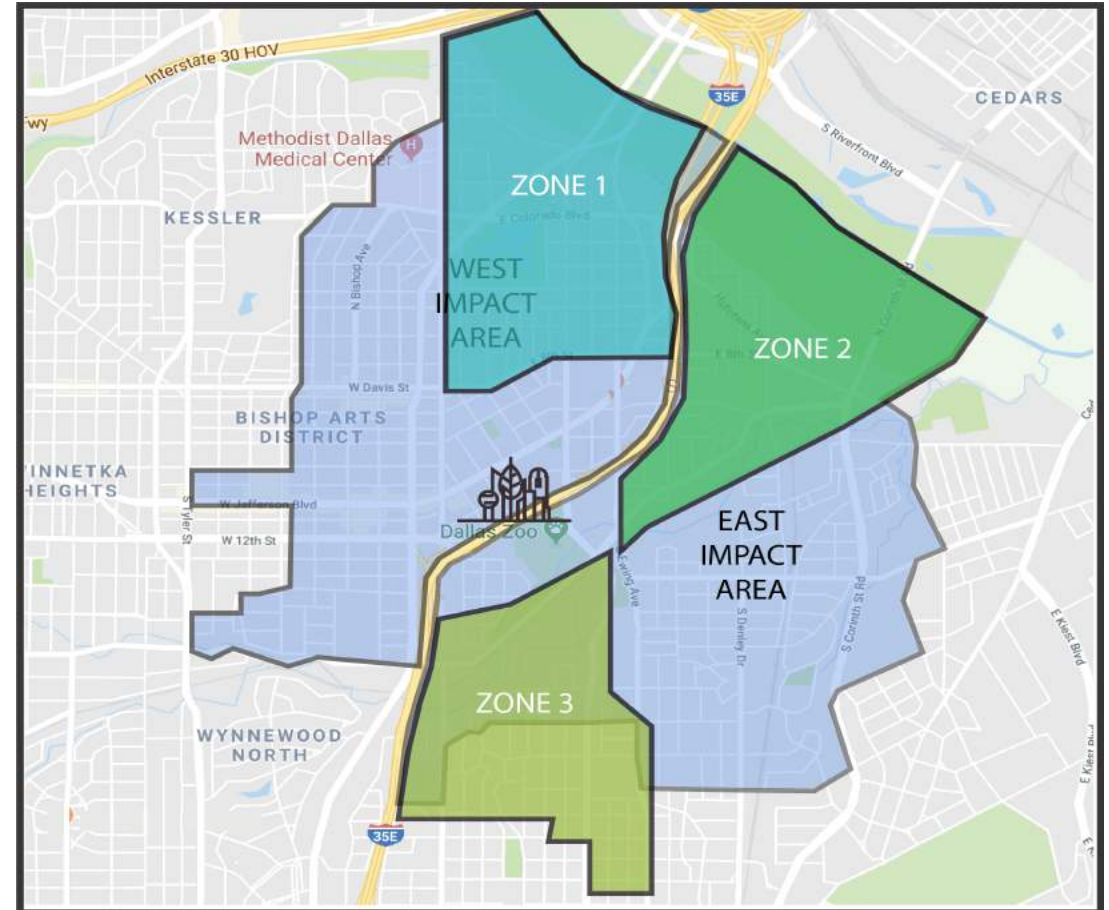 Interstate 30 HOV
wy
35E
CEDARS
S Riverfront Blvd
Methodist Dallas
Medical Center
H
ZONE 1
KESSLER
E Colorado Blvd
N Bishop Ave
WEST
IMPACT
AREA
ZONE 2
W Davis St
BISHOP ARTS
DISTRICT
INNETKA
HEIGHTS
S Tyler St
W Jefferson Blvd
W 12th St
Dallas Zoo
EAST
IMPACT
AREA
Ewing Ave
S Denley Dr
S Corinth St Rd
E Kiest Blvd
ZONE 3
WYNNEWOOD
NORTH
35E